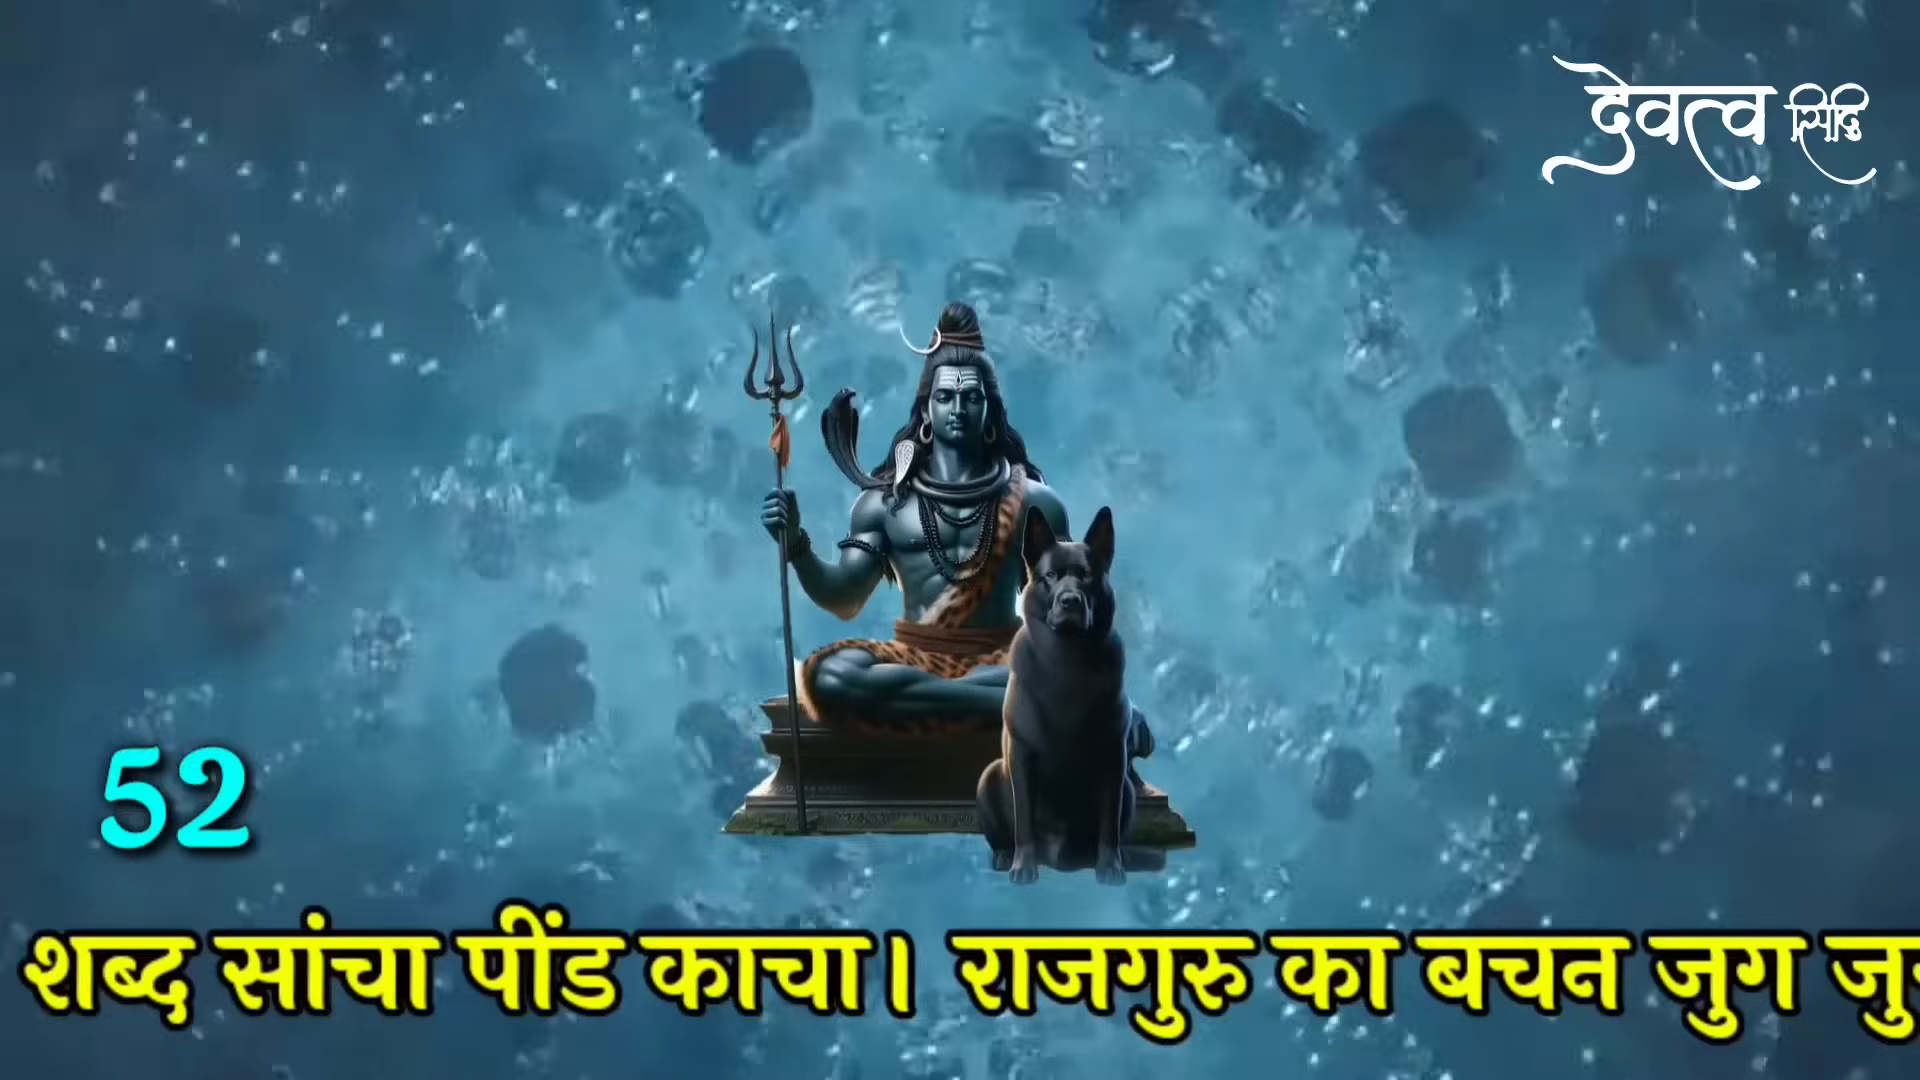 देवत्व सिद्धि
52
शब्द सांचा पींड काचा। राजगुरु का बचन जुग